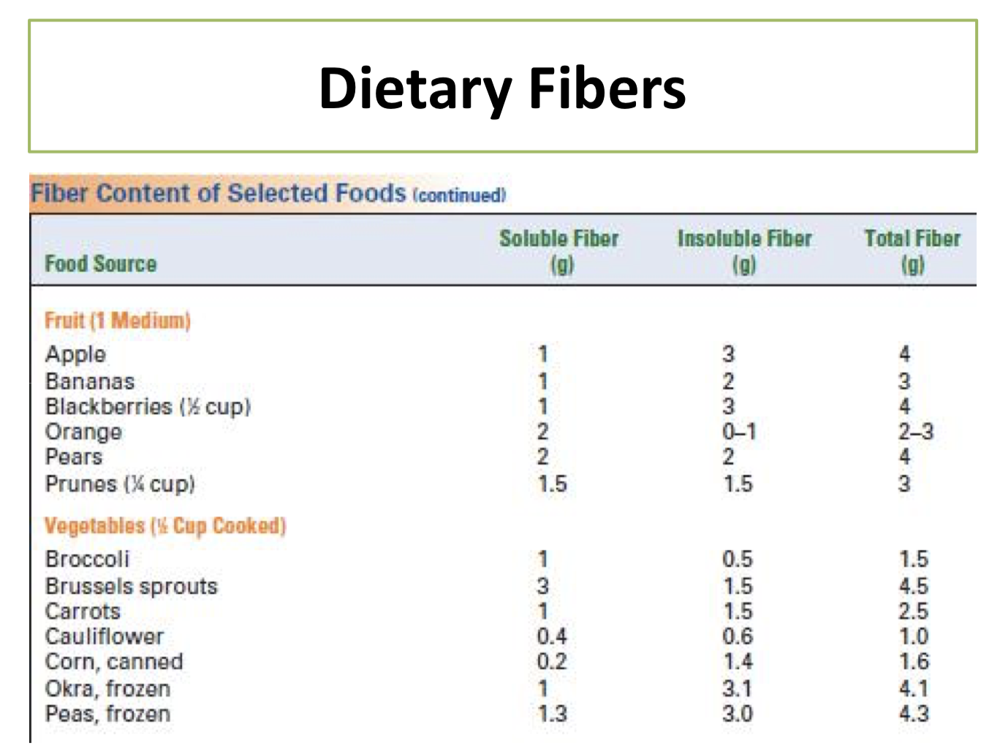 Dietary Fibers
Fiber Content of Selected Foods (continued)
Food Source Soluble Fiber (g) Insoluble Fiber (g) Total Fiber (g)
Fruit (1 Medium)
Apple 1 3 4
Bananas 1 2 3
Blackberries (½ cup) 1 3 4
Orange 2 0–1 2–3
Pears 2 2 4
Prunes (¼ cup) 1.5 1.5 3
Vegetables (½ Cup Cooked)
Broccoli 1 0.5 1.5
Brussels sprouts 3 1.5 4.5
Carrots 1 1.5 2.5
Cauliflower 0.4 0.6 1.0
Corn, canned 0.2 1.4 1.6
Okra, frozen 1 3.1 4.1
Peas, frozen 1.3 3.0 4.3